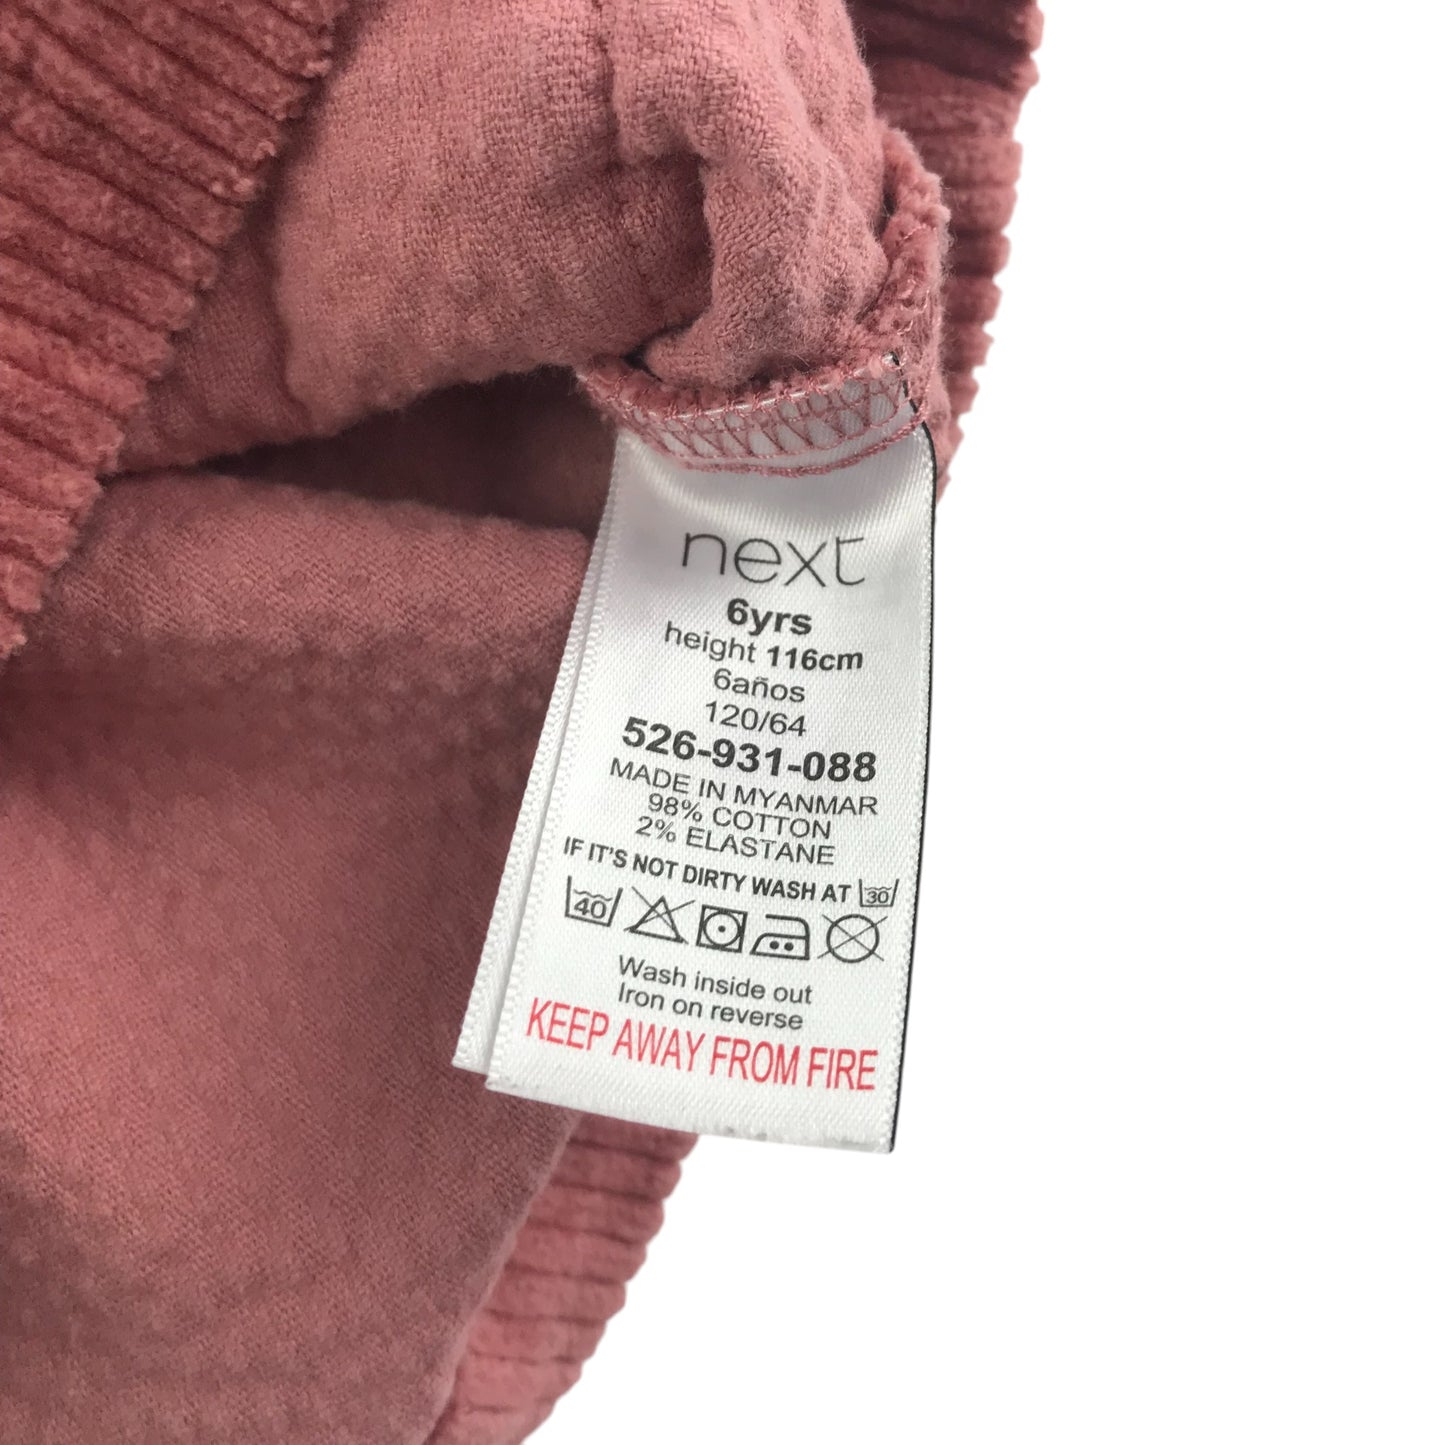 next
6yrs
height 116cm
6años
120/64
526-931-088
MADE IN MYANMAR
98% COTTON
2% ELASTANE
IF IT'S NOT DIRTY WASH AT 30
40
Wash inside out
Iron on reverse
KEEP AWAY FROM FIRE